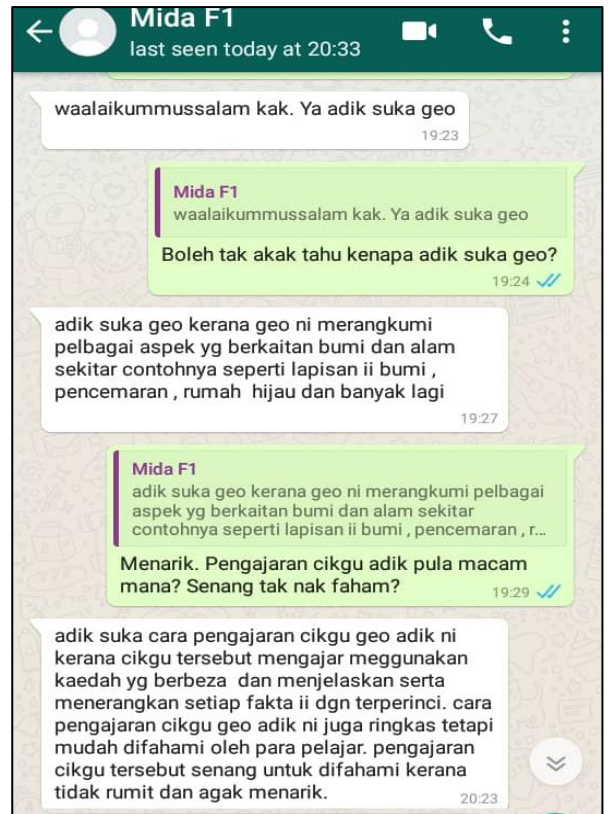 Mida F1
last seen today at 20:33
waalaikummussalam kak. Ya adik suka geo
19:23
Mida F1
waalaikummussalam kak. Ya adik suka geo
Boleh tak akak tahu kenapa adik suka geo?
19:24
adik suka geo kerana geo ni merangkumi
pelbagai aspek yg berkaitan bumi dan alam
sekitar contohnya seperti lapisan ii bumi ,
pencemaran , rumah hijau dan banyak lagi
19:27
Mida F1
adik suka geo kerana geo ni merangkumi pelbagai
aspek yg berkaitan bumi dan alam sekitar
contohnya seperti lapisan ii bumi , pencemaran , r...
Menarik. Pengajaran cikgu adik pula macam
mana? Senang tak nak faham?
19:29
adik suka cara pengajaran cikgu geo adik ni
kerana cikgu tersebut mengajar meggunakan
kaedah yg berbeza dan menjelaskan serta
menerangkan setiap fakta ii dgn terperinci. cara
pengajaran cikgu geo adik ni juga ringkas tetapi
mudah difahami oleh para pelajar. pengajaran
cikgu tersebut senang untuk difahami kerana
tidak rumit dan agak menarik.
20:23